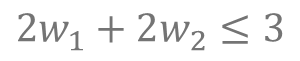 2w₁ + 2w₂ ≤ 3